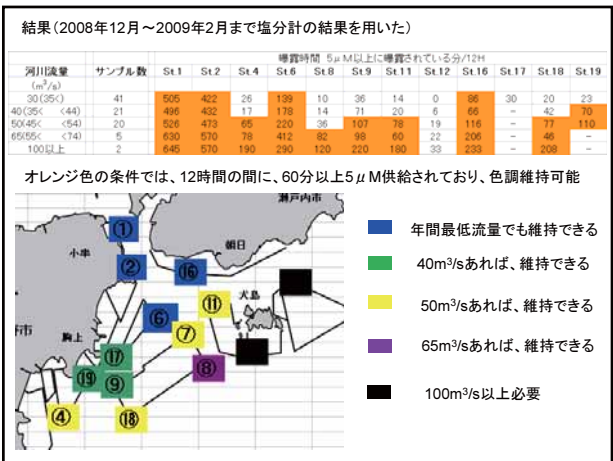 結果(2008年12月～2009年2月まで塩分計の結果を用いた)
曝露時間 5μM以上に曝露されている分/12H
河川流量 サンプル数 St.1 St.2 St.4 St.6 St.8 St.9 St.11 St.12 St.16 St.17 St.18 St.19
(m³/s)
30(35<) 41 505 422 26 139 10 36 14 0 86 30 20 23
40(35< <44) 21 496 432 17 178 14 71 20 6 66 - 42 70
50(45< <54) 20 526 473 65 220 36 107 78 19 116 - 77 110
65(55< <74) 5 630 570 78 412 82 98 60 22 206 - 46 -
100以上 2 645 570 190 290 120 220 180 33 233 - 208 -
オレンジ色の条件では、12時間の間に、60分以上5μM供給されており、色調維持可能
瀬戸内市
①
小串
朝日
②
⑯
犬島
⑪
⑥
⑦
市
胸上
⑰
⑧
⑲
⑨
④
⑱
年間最低流量でも維持できる
40m³/sあれば、維持できる
50m³/sあれば、維持できる
65m³/sあれば、維持できる
100m³/s以上必要